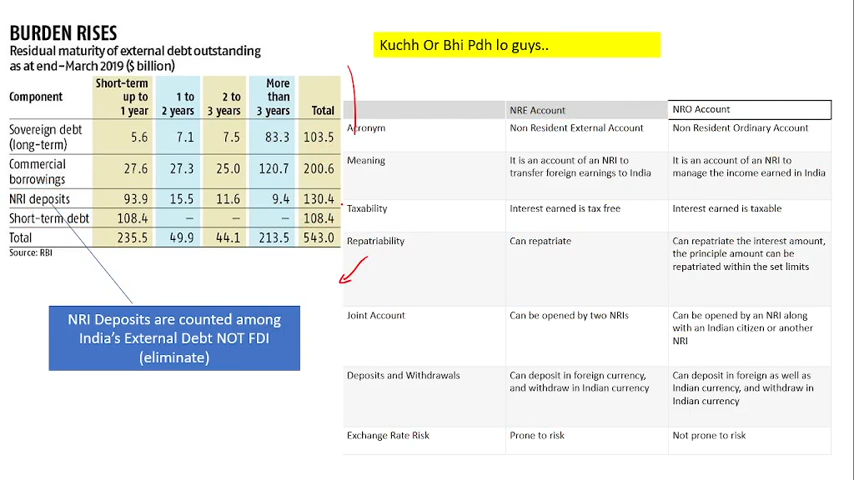 BURDEN RISES
Residual maturity of external debt outstanding
as at end–March 2019 ($ billion)
Component Short–term up to 1 year 1 to 2 years 2 to 3 years More than 3 years Total
Sovereign debt (long–term) 5.6 7.1 7.5 83.3 103.5
Commercial borrowings 27.6 27.3 25.0 120.7 200.6
NRI deposits 93.9 15.5 11.6 9.4 130.4
Short–term debt 108.4 – – – 108.4
Total 235.5 49.9 44.1 213.5 543.0
Source: RBI
NRI Deposits are counted among
India's External Debt NOT FDI
(eliminate)
Kuchh Or Bhi Pdh lo guys..
NRE Account NRO Account
Acronym Non Resident External Account Non Resident Ordinary Account
Meaning It is an account of an NRI to transfer foreign earnings to India It is an account of an NRI to manage the income earned in India
Taxability Interest earned is tax free Interest earned is taxable
Repatriability Can repatriate Can repatriate the interest amount, the principle amount can be repatriated within the set limits
Joint Account Can be opened by two NRIs Can be opened by an NRI along with an Indian citizen or another NRI
Deposits and Withdrawals Can deposit in foreign currency, and withdraw in Indian currency Can deposit in foreign as well as Indian currency, and withdraw in Indian currency
Exchange Rate Risk Prone to risk Not prone to risk